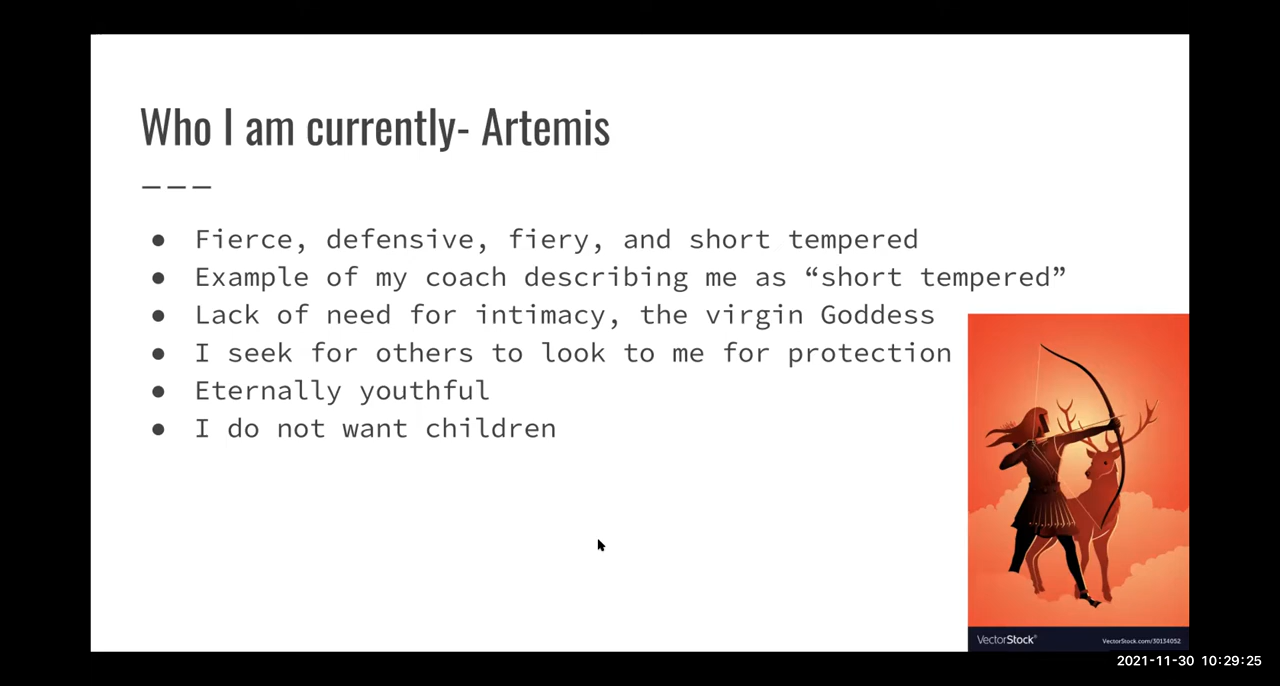 Who I am currently- Artemis
● Fierce, defensive, fiery, and short tempered
● Example of my coach describing me as “short tempered”
● Lack of need for intimacy, the virgin Goddess
● I seek for others to look to me for protection
● Eternally youthful
● I do not want children
VectorStock®
VectorStock.com/30134052
2021-11-30 10:29:25